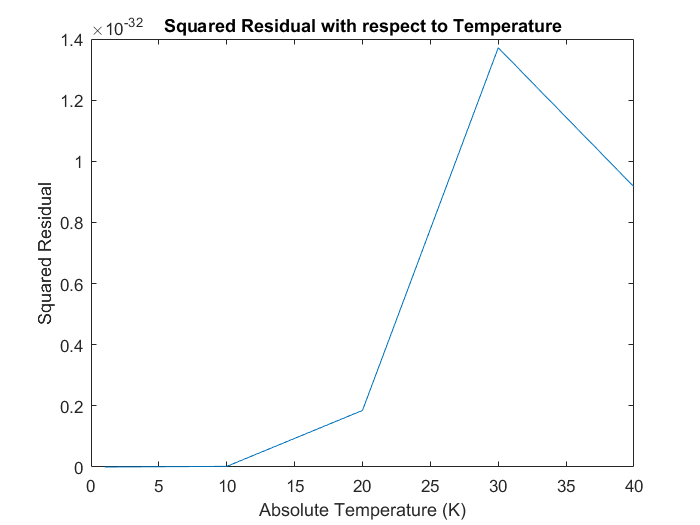 ×10-32
Squared Residual with respect to Temperature
1.4
1.2
1
0.8
0.6
0.4
0.2
0
Squared Residual
0 5 10 15 20 25 30 35 40
Absolute Temperature (K)